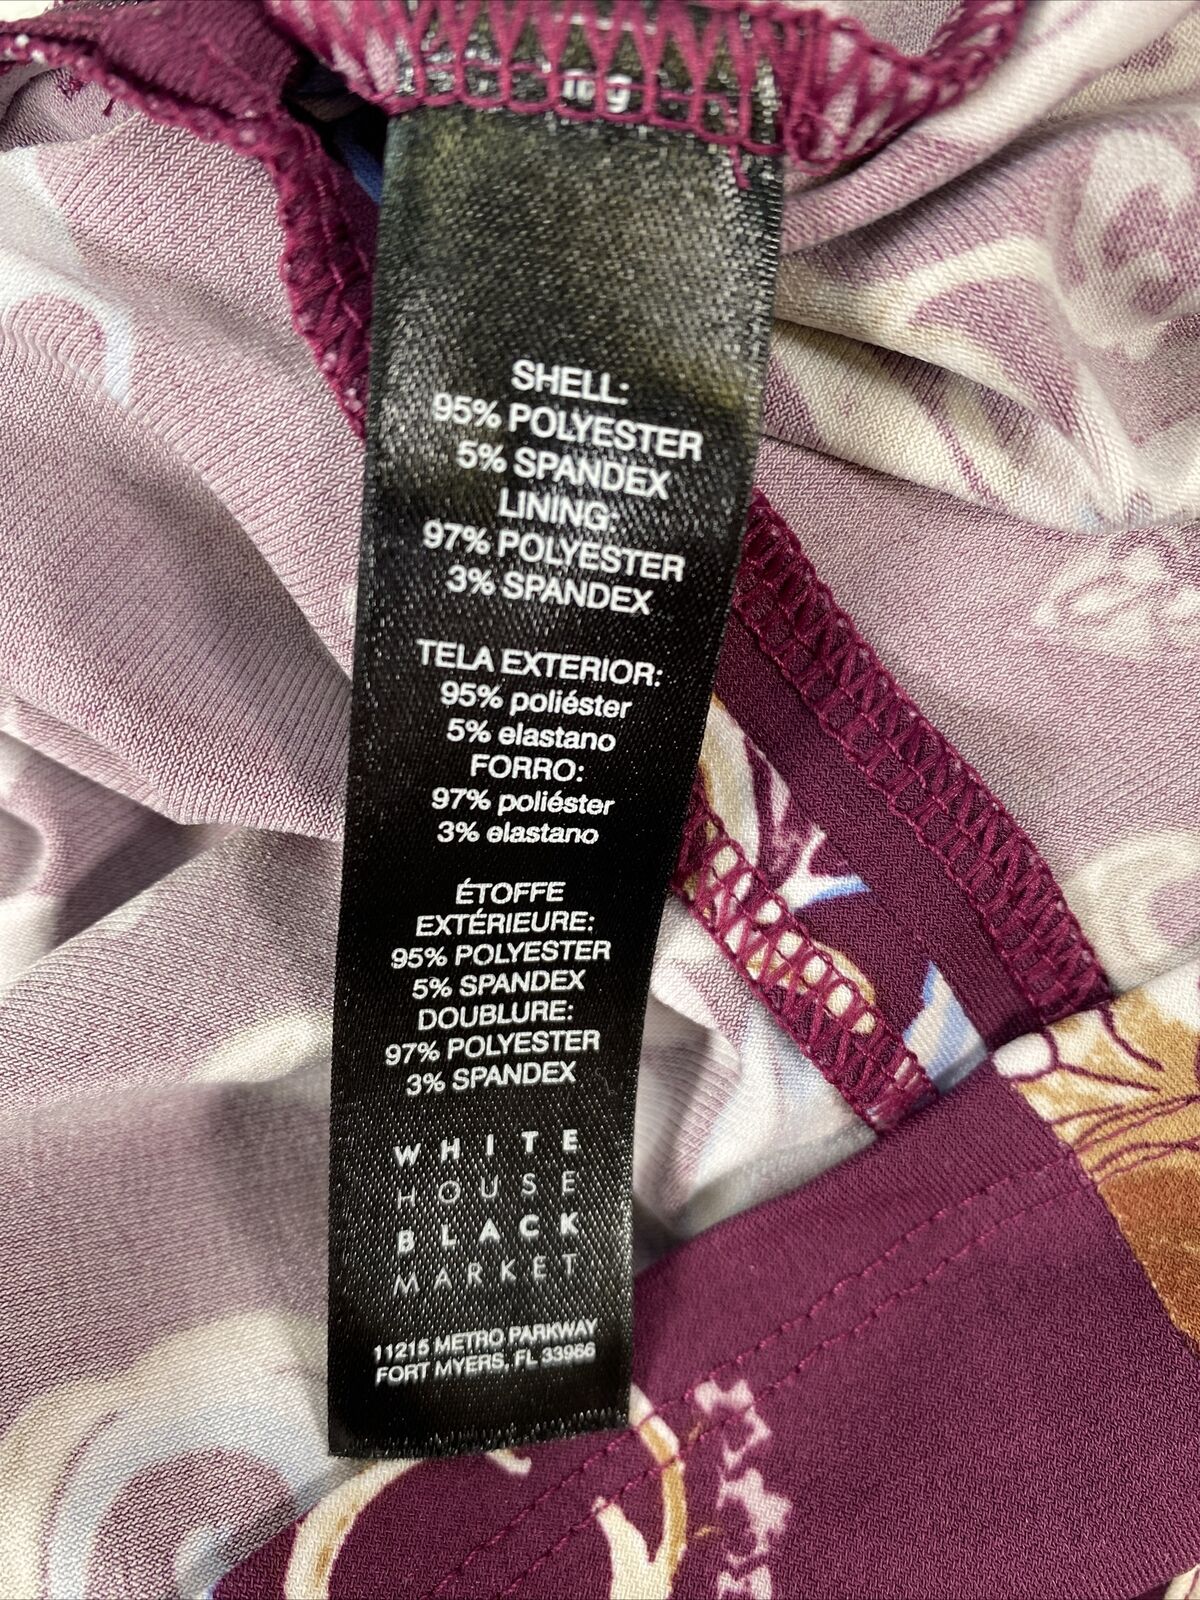 SHELL:
95% POLYESTER
5% SPANDEX
LINING:
97% POLYESTER
3% SPANDEX
TELA EXTERIOR:
95% poliéster
5% elastano
FORRO:
97% poliéster
3% elastano
ÉTOFFE
EXTÉRIEURE:
95% POLYESTER
5% SPANDEX
DOUBLURE:
97% POLYESTER
3% SPANDEX
WHITE
HOUSE
BLACK
MARKET
11215 METRO PARKWAY
FORT MYERS, FL 33966